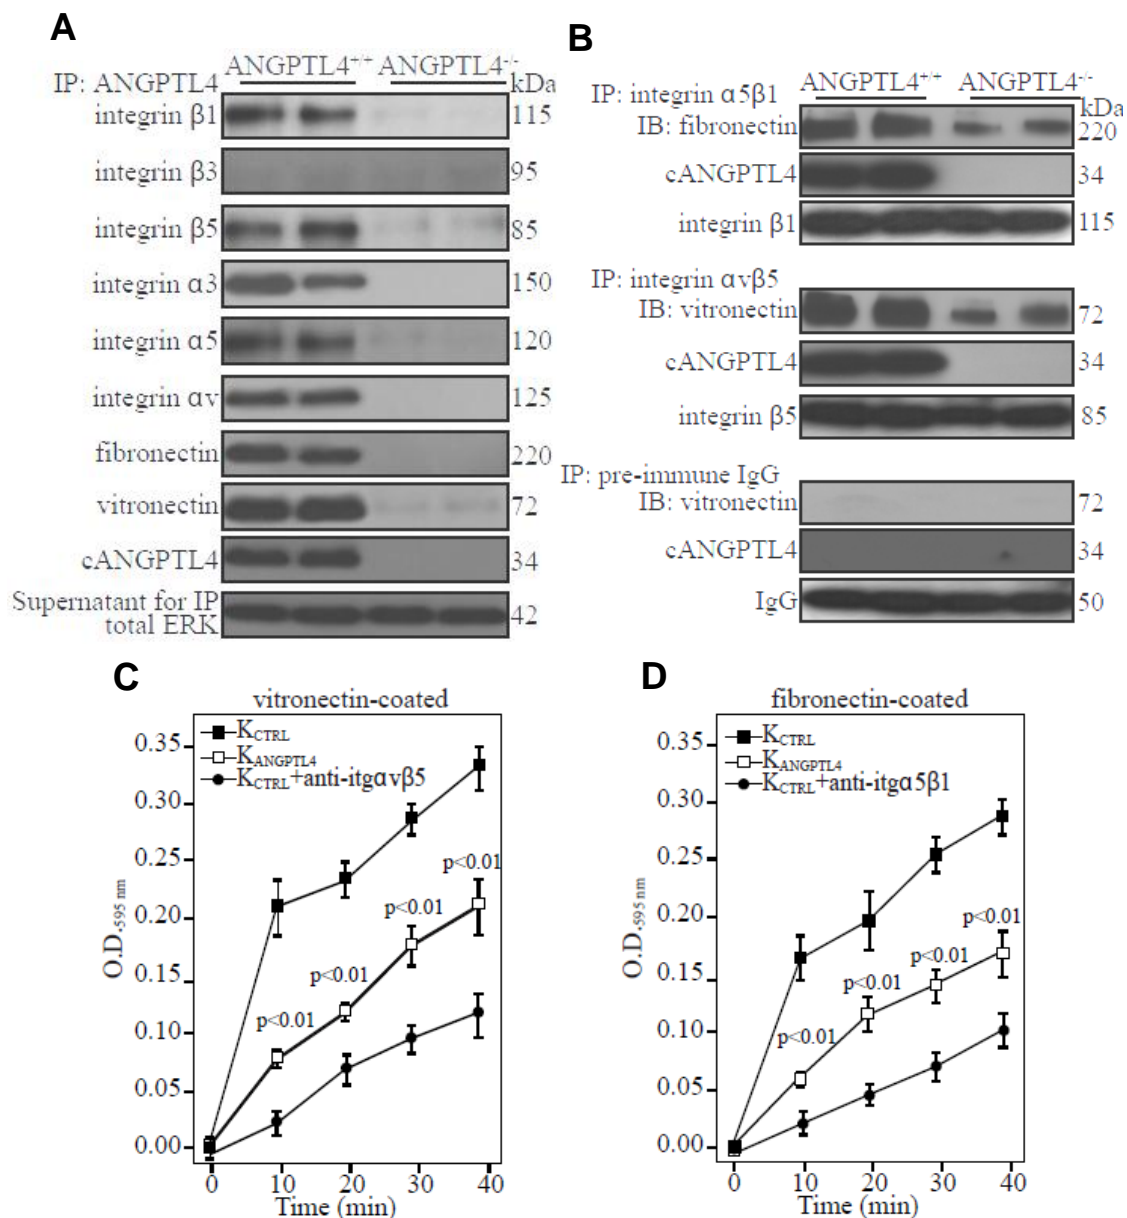 A
ANGPTL4+/+ ANGPTL4-/-
IP: ANGPTL4 kDa
integrin β1 115
integrin β3 95
integrin β5 85
integrin α3 150
integrin α5 120
integrin αv 125
fibronectin 220
vitronectin 72
cANGPTL4 34
Supernatant for IP
total ERK 42
B
ANGPTL4+/+ ANGPTL4-/-
IP: integrin α5β1 kDa
IB: fibronectin 220
cANGPTL4 34
integrin β1 115
IP: integrin αvβ5
IB: vitronectin 72
cANGPTL4 34
integrin β5 85
IP: pre-immune IgG
IB: vitronectin 72
cANGPTL4 34
IgG 50
C
vitronectin-coated
KCTRL
KANGPTL4
KCTRL+anti-itgαvβ5
0.35
0.30
0.25
0.20
0.15
0.10
0.05
0.00
O.D.595 nm
p<0.01
p<0.01
p<0.01
p<0.01
0 10 20 30 40
Time (min)
D
fibronectin-coated
KCTRL
KANGPTL4
KCTRL+anti-itgα5β1
0.35
0.30
0.25
0.20
0.15
0.10
0.05
0.00
O.D.595 nm
p<0.01
p<0.01
p<0.01
p<0.01
0 10 20 30 40
Time (min)